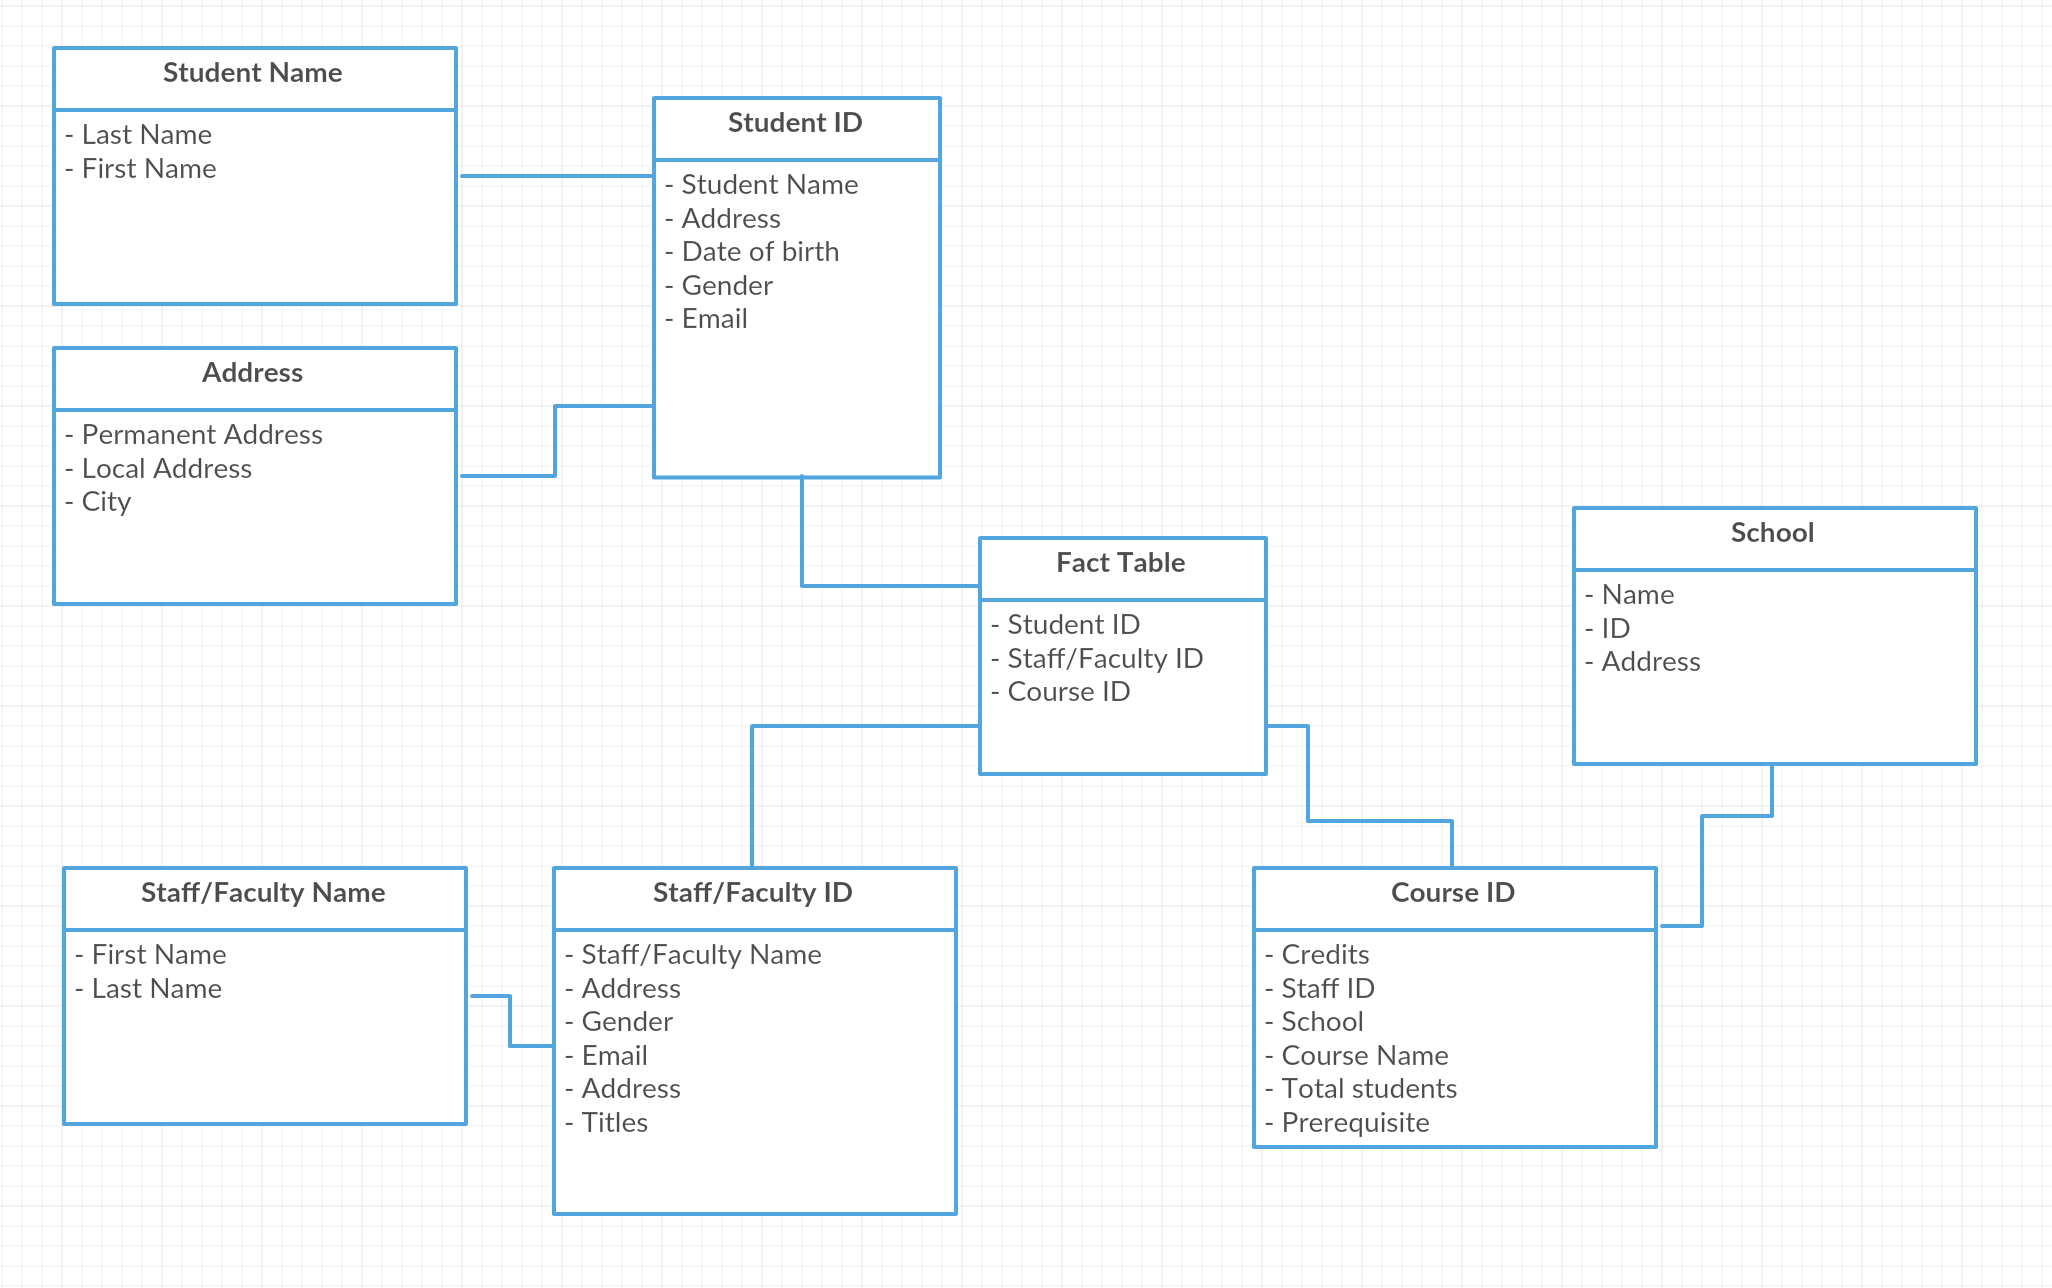 Student Name
- Last Name
- First Name
Student ID
- Student Name
- Address
- Date of birth
- Gender
- Email
Address
- Permanent Address
- Local Address
- City
Fact Table
- Student ID
- Staff/Faculty ID
- Course ID
School
- Name
- ID
- Address
Staff/Faculty Name
- First Name
- Last Name
Staff/Faculty ID
- Staff/Faculty Name
- Address
- Gender
- Email
- Address
- Titles
Course ID
- Credits
- Staff ID
- School
- Course Name
- Total students
- Prerequisite